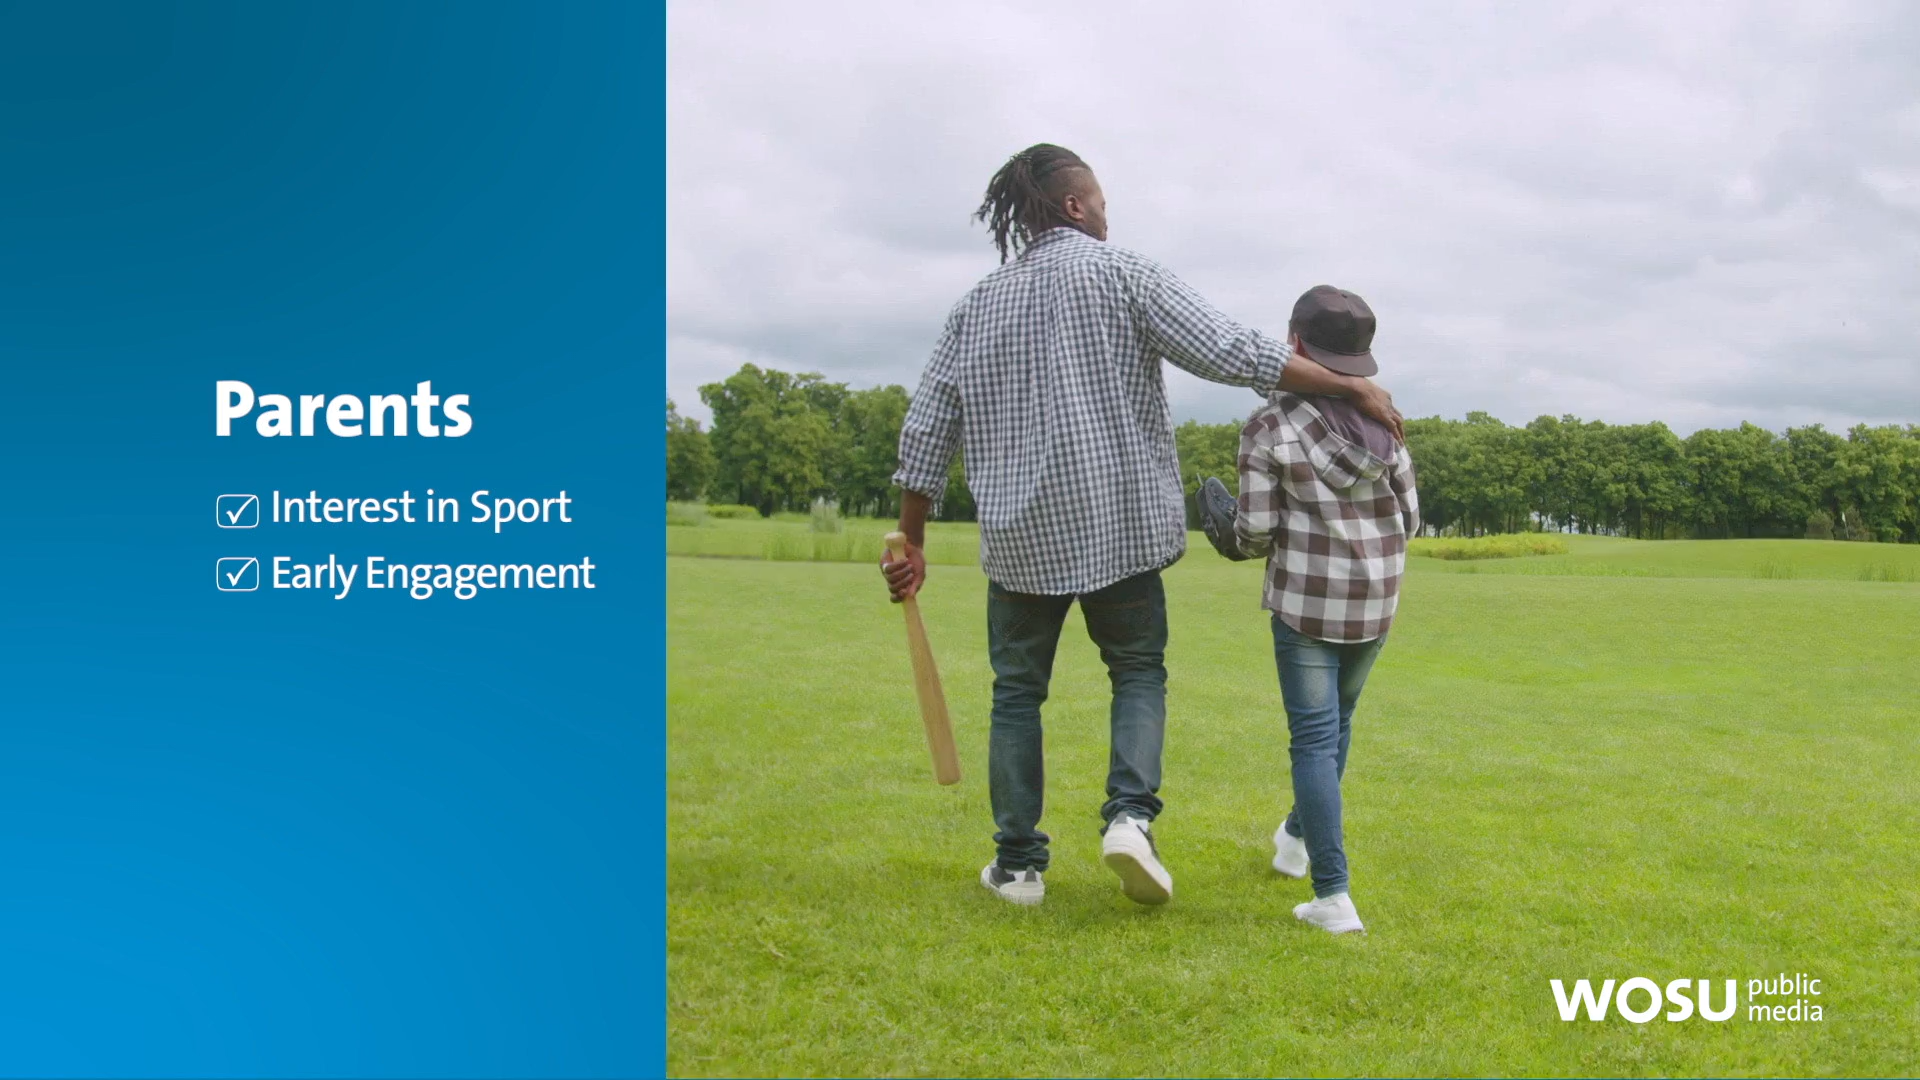 Parents
Interest in Sport
Early Engagement
WOSU public media